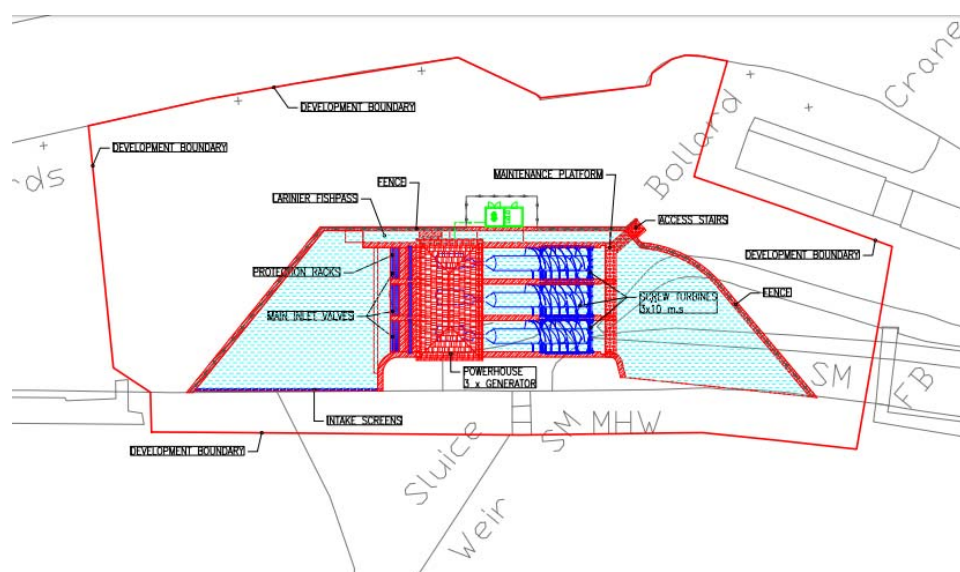 Crane
DEVELOPMENT BOUNDARY
Bollard
DEVELOPMENT BOUNDARY
rds
FENCE
MAINTENANCE PLATFORM
LARINIER FISHPASS
ACCESS STAIRS
DEVELOPMENT BOUNDARY
PROTECTION RACKS
FENCE
SCREW TURBINES
3x10 m.s
MAIN INLET VALVES
POWERHOUSE
3 x GENERATOR
SM
FB
INTAKE SCREENS
SM MHW
Sluice
DEVELOPMENT BOUNDARY
Weir